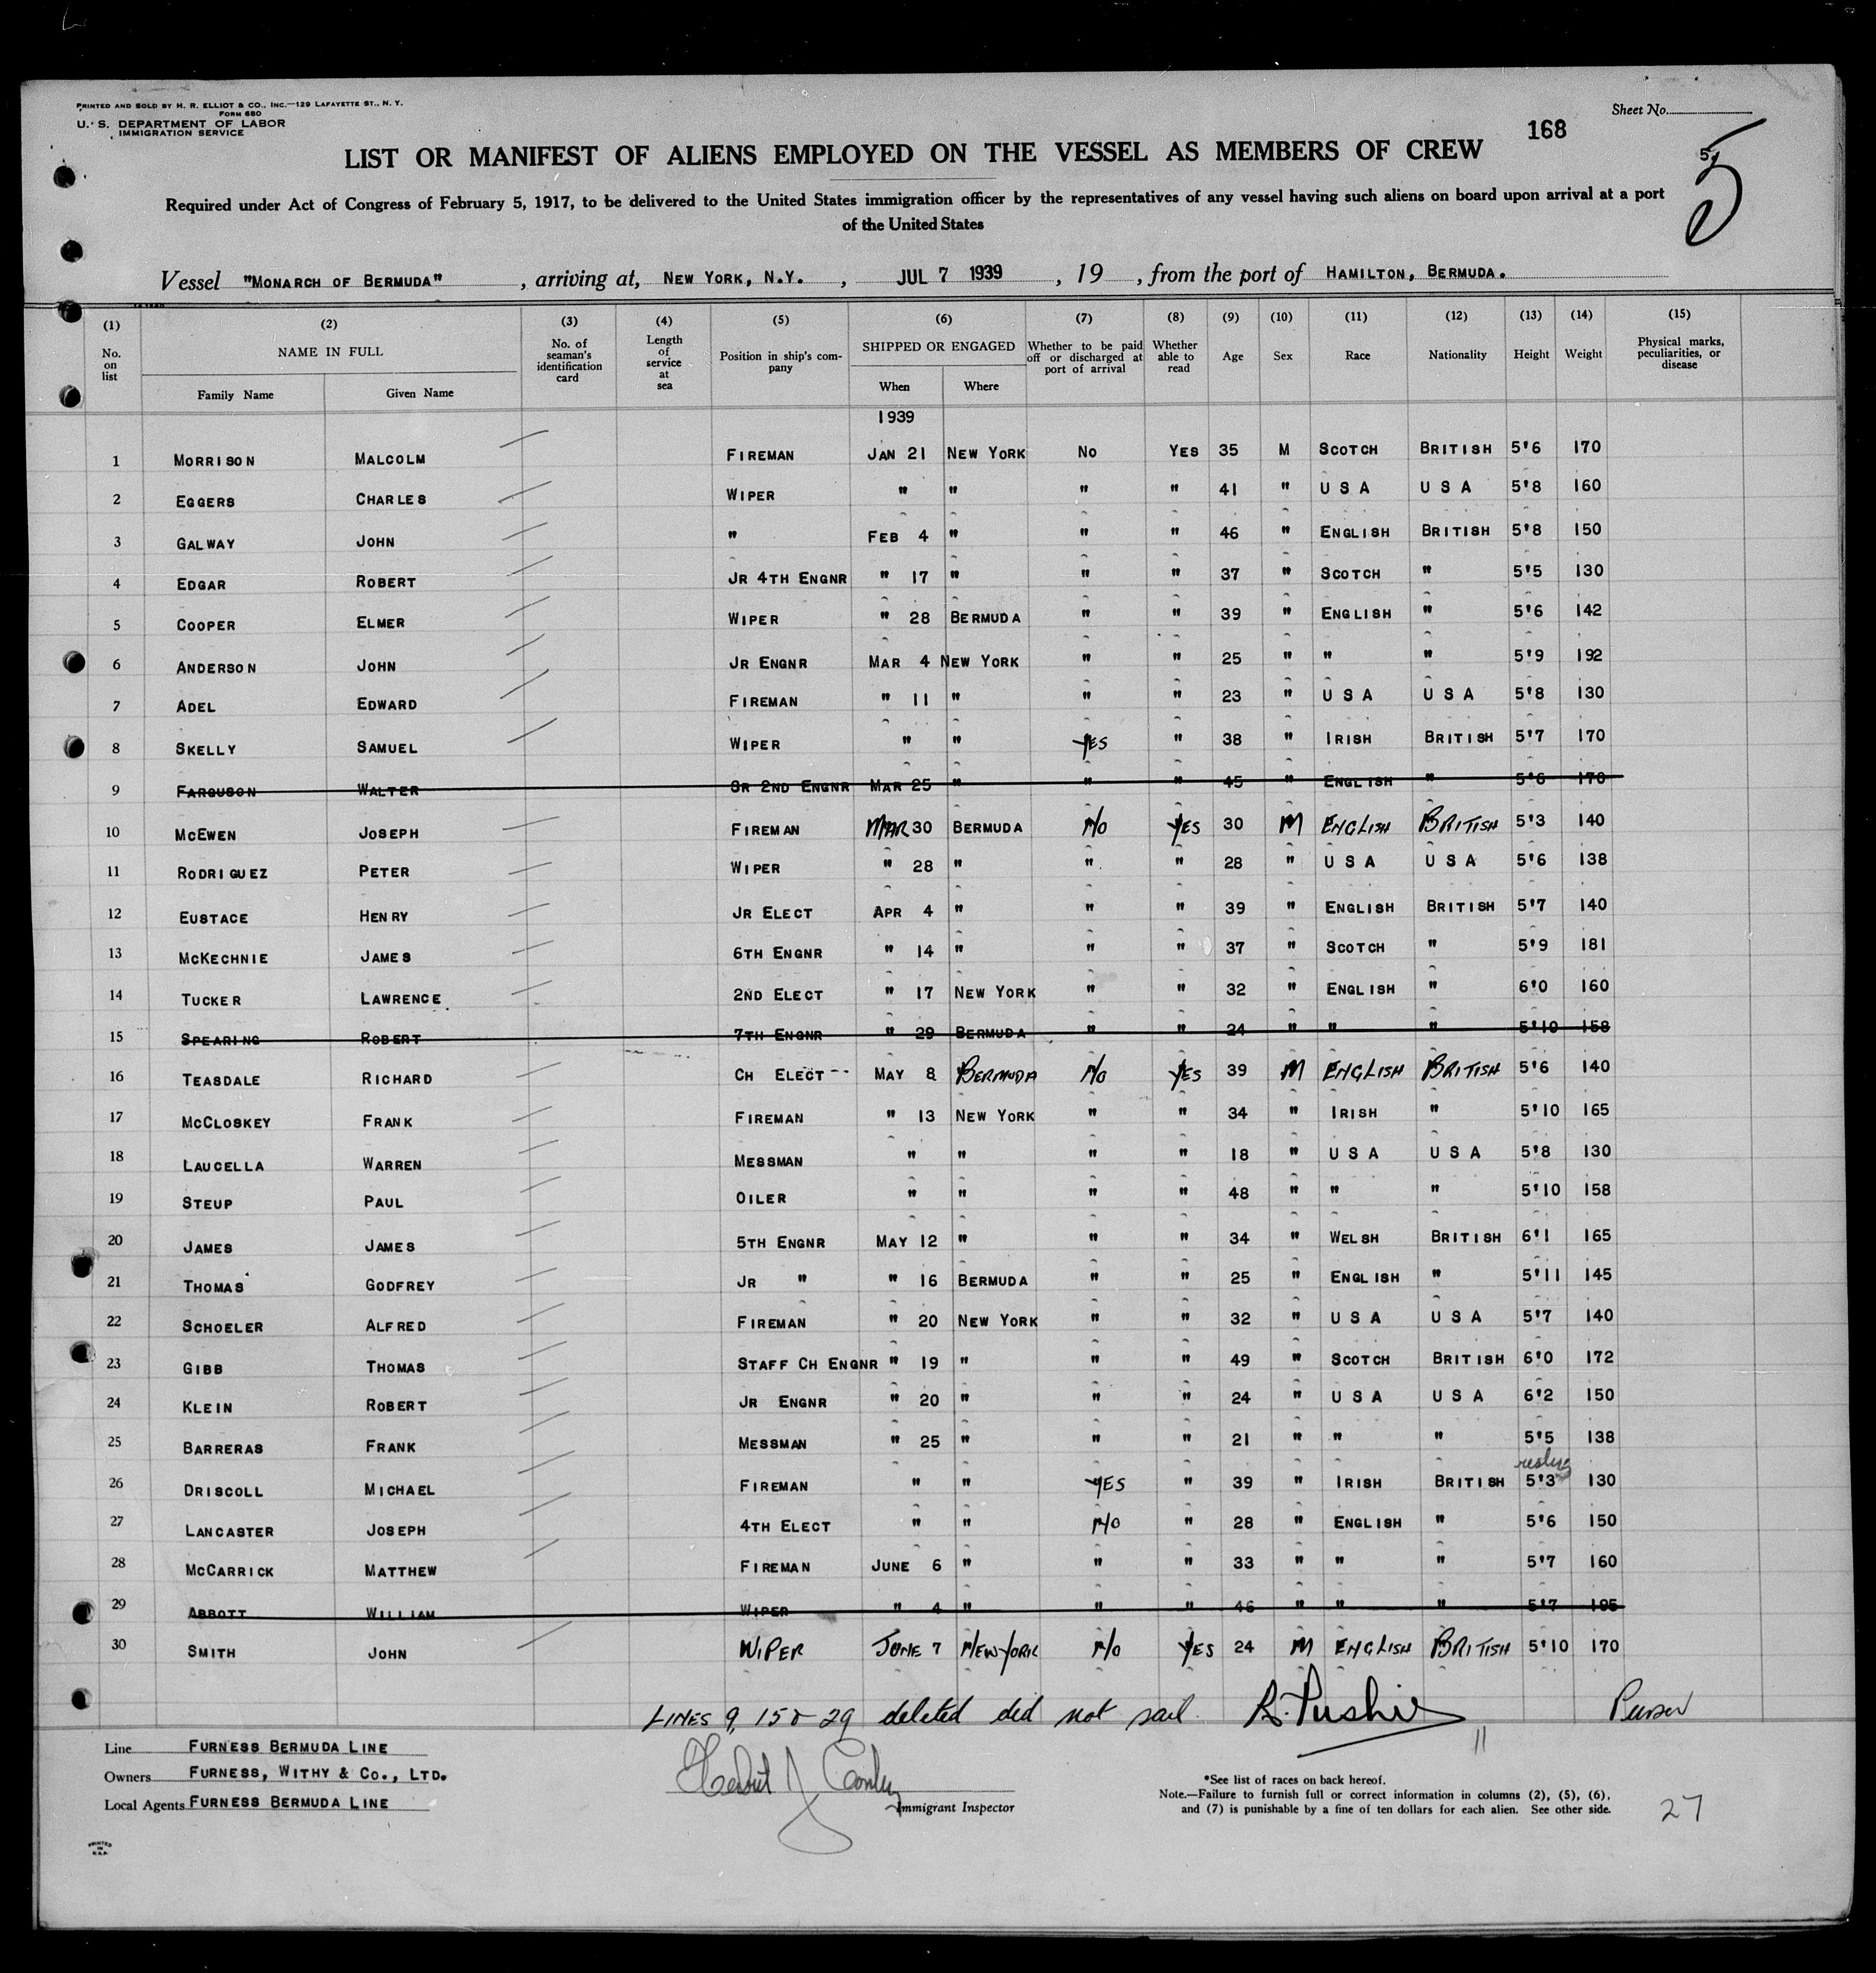 PRINTED AND SOLD BY H. R. ELLIOT & CO., INC.—129 LAFAYETTE ST., N. Y.
FORM 680
U. S. DEPARTMENT OF LABOR
IMMIGRATION SERVICE
Sheet No.
168
5
5
LIST OR MANIFEST OF ALIENS EMPLOYED ON THE VESSEL AS MEMBERS OF CREW
Required under Act of Congress of February 5, 1917, to be delivered to the United States immigration officer by the representatives of any vessel having such aliens on board upon arrival at a port
of the United States
Vessel "MONARCH OF BERMUDA" , arriving at, NEW YORK, N.Y. , JUL 7 1939 , 19 , from the port of HAMILTON, BERMUDA.
(1) (2) (3) (4) (5) (6) (7) (8) (9) (10) (11) (12) (13) (14) (15)
No. on list NAME IN FULL Family Name Given Name No. of seaman's identification card Length of service at sea Position in ship's company SHIPPED OR ENGAGED When Where Whether to be paid off or discharged at port of arrival Whether able to read Age Sex Race Nationality Height Weight Physical marks, peculiarities, or disease
1939
1 MORRISON MALCOLM FIREMAN JAN 21 NEW YORK NO YES 35 M SCOTCH BRITISH 5'6 170
2 EGGERS CHARLES WIPER " " " " 41 " U S A U S A 5'8 160
3 GALWAY JOHN " FEB 4 " " " 46 " ENGLISH BRITISH 5'8 150
4 EDGAR ROBERT JR 4TH ENGNR " 17 " " " 37 " SCOTCH " 5'5 130
5 COOPER ELMER WIPER " 28 BERMUDA " " 39 " ENGLISH " 5'6 142
6 ANDERSON JOHN JR ENGNR MAR 4 NEW YORK " " 25 " " " 5'9 192
7 ADEL EDWARD FIREMAN " 11 " " " 23 " U S A U S A 5'8 130
8 SKELLY SAMUEL WIPER " " YES " 38 " IRISH BRITISH 5'7 170
9 FARGUSON WALTER SR 2ND ENGNR MAR 25 " " " 45 " ENGLISH " 5'6 170
10 MCEWEN JOSEPH FIREMAN MAR 30 BERMUDA NO YES 30 M ENGLISH BRITISH 5'3 140
11 RODRIGUEZ PETER WIPER " 28 " " " 28 " U S A U S A 5'6 138
12 EUSTACE HENRY JR ELECT APR 4 " " " 39 " ENGLISH BRITISH 5'7 140
13 MCKECHNIE JAMES 6TH ENGNR " 14 " " " 37 " SCOTCH " 5'9 181
14 TUCKER LAWRENCE 2ND ELECT " 17 NEW YORK " " 32 " ENGLISH " 6'0 160
15 SPEARING ROBERT 7TH ENGNR " 29 BERMUDA " " 24 " " " 5'10 158
16 TEASDALE RICHARD CH ELECT MAY 8 BERMUDA NO YES 39 M ENGLISH BRITISH 5'6 140
17 MCCLOSKEY FRANK FIREMAN " 13 NEW YORK " " 34 " IRISH " 5'10 165
18 LAUCELLA WARREN MESSMAN " " " " 18 " U S A U S A 5'8 130
19 STEUP PAUL OILER " " " " 48 " " " 5'10 158
20 JAMES JAMES 5TH ENGNR MAY 12 " " " 34 " WELSH BRITISH 6'1 165
21 THOMAS GODFREY JR " " 16 BERMUDA " " 25 " ENGLISH " 5'11 145
22 SCHOELER ALFRED FIREMAN " 20 NEW YORK " " 32 " U S A U S A 5'7 140
23 GIBB THOMAS STAFF CH ENGNR " 19 " " " 49 " SCOTCH BRITISH 6'0 172
24 KLEIN ROBERT JR ENGNR " 20 " " " 24 " U S A U S A 6'2 150
25 BARRERAS FRANK MESSMAN " 25 " " " 21 " " " 5'5 138
26 DRISCOLL MICHAEL FIREMAN " " YES " 39 " IRISH BRITISH 5'3 130
27 LANCASTER JOSEPH 4TH ELECT " " NO " 28 " ENGLISH " 5'6 150
28 MCCARRICK MATTHEW FIREMAN JUNE 6 " " " 33 " " " 5'7 160
29 ABBOTT WILLIAM WIPER " 4 " " " 46 " " " 5'7 195
30 SMITH JOHN WIPER JUNE 7 NEW YORK NO YES 24 M ENGLISH BRITISH 5'10 170
LINES 9, 15 & 29 deleted did not sail. Purser
11
Line FURNESS BERMUDA LINE
Owners FURNESS, WITHY & CO., LTD.
Local Agents FURNESS BERMUDA LINE
Immigrant Inspector
*See list of races on back hereof.
Note.—Failure to furnish full or correct information in columns (2), (5), (6),
and (7) is punishable by a fine of ten dollars for each alien. See other side.
27
PRINTED
IN
U.S.A.